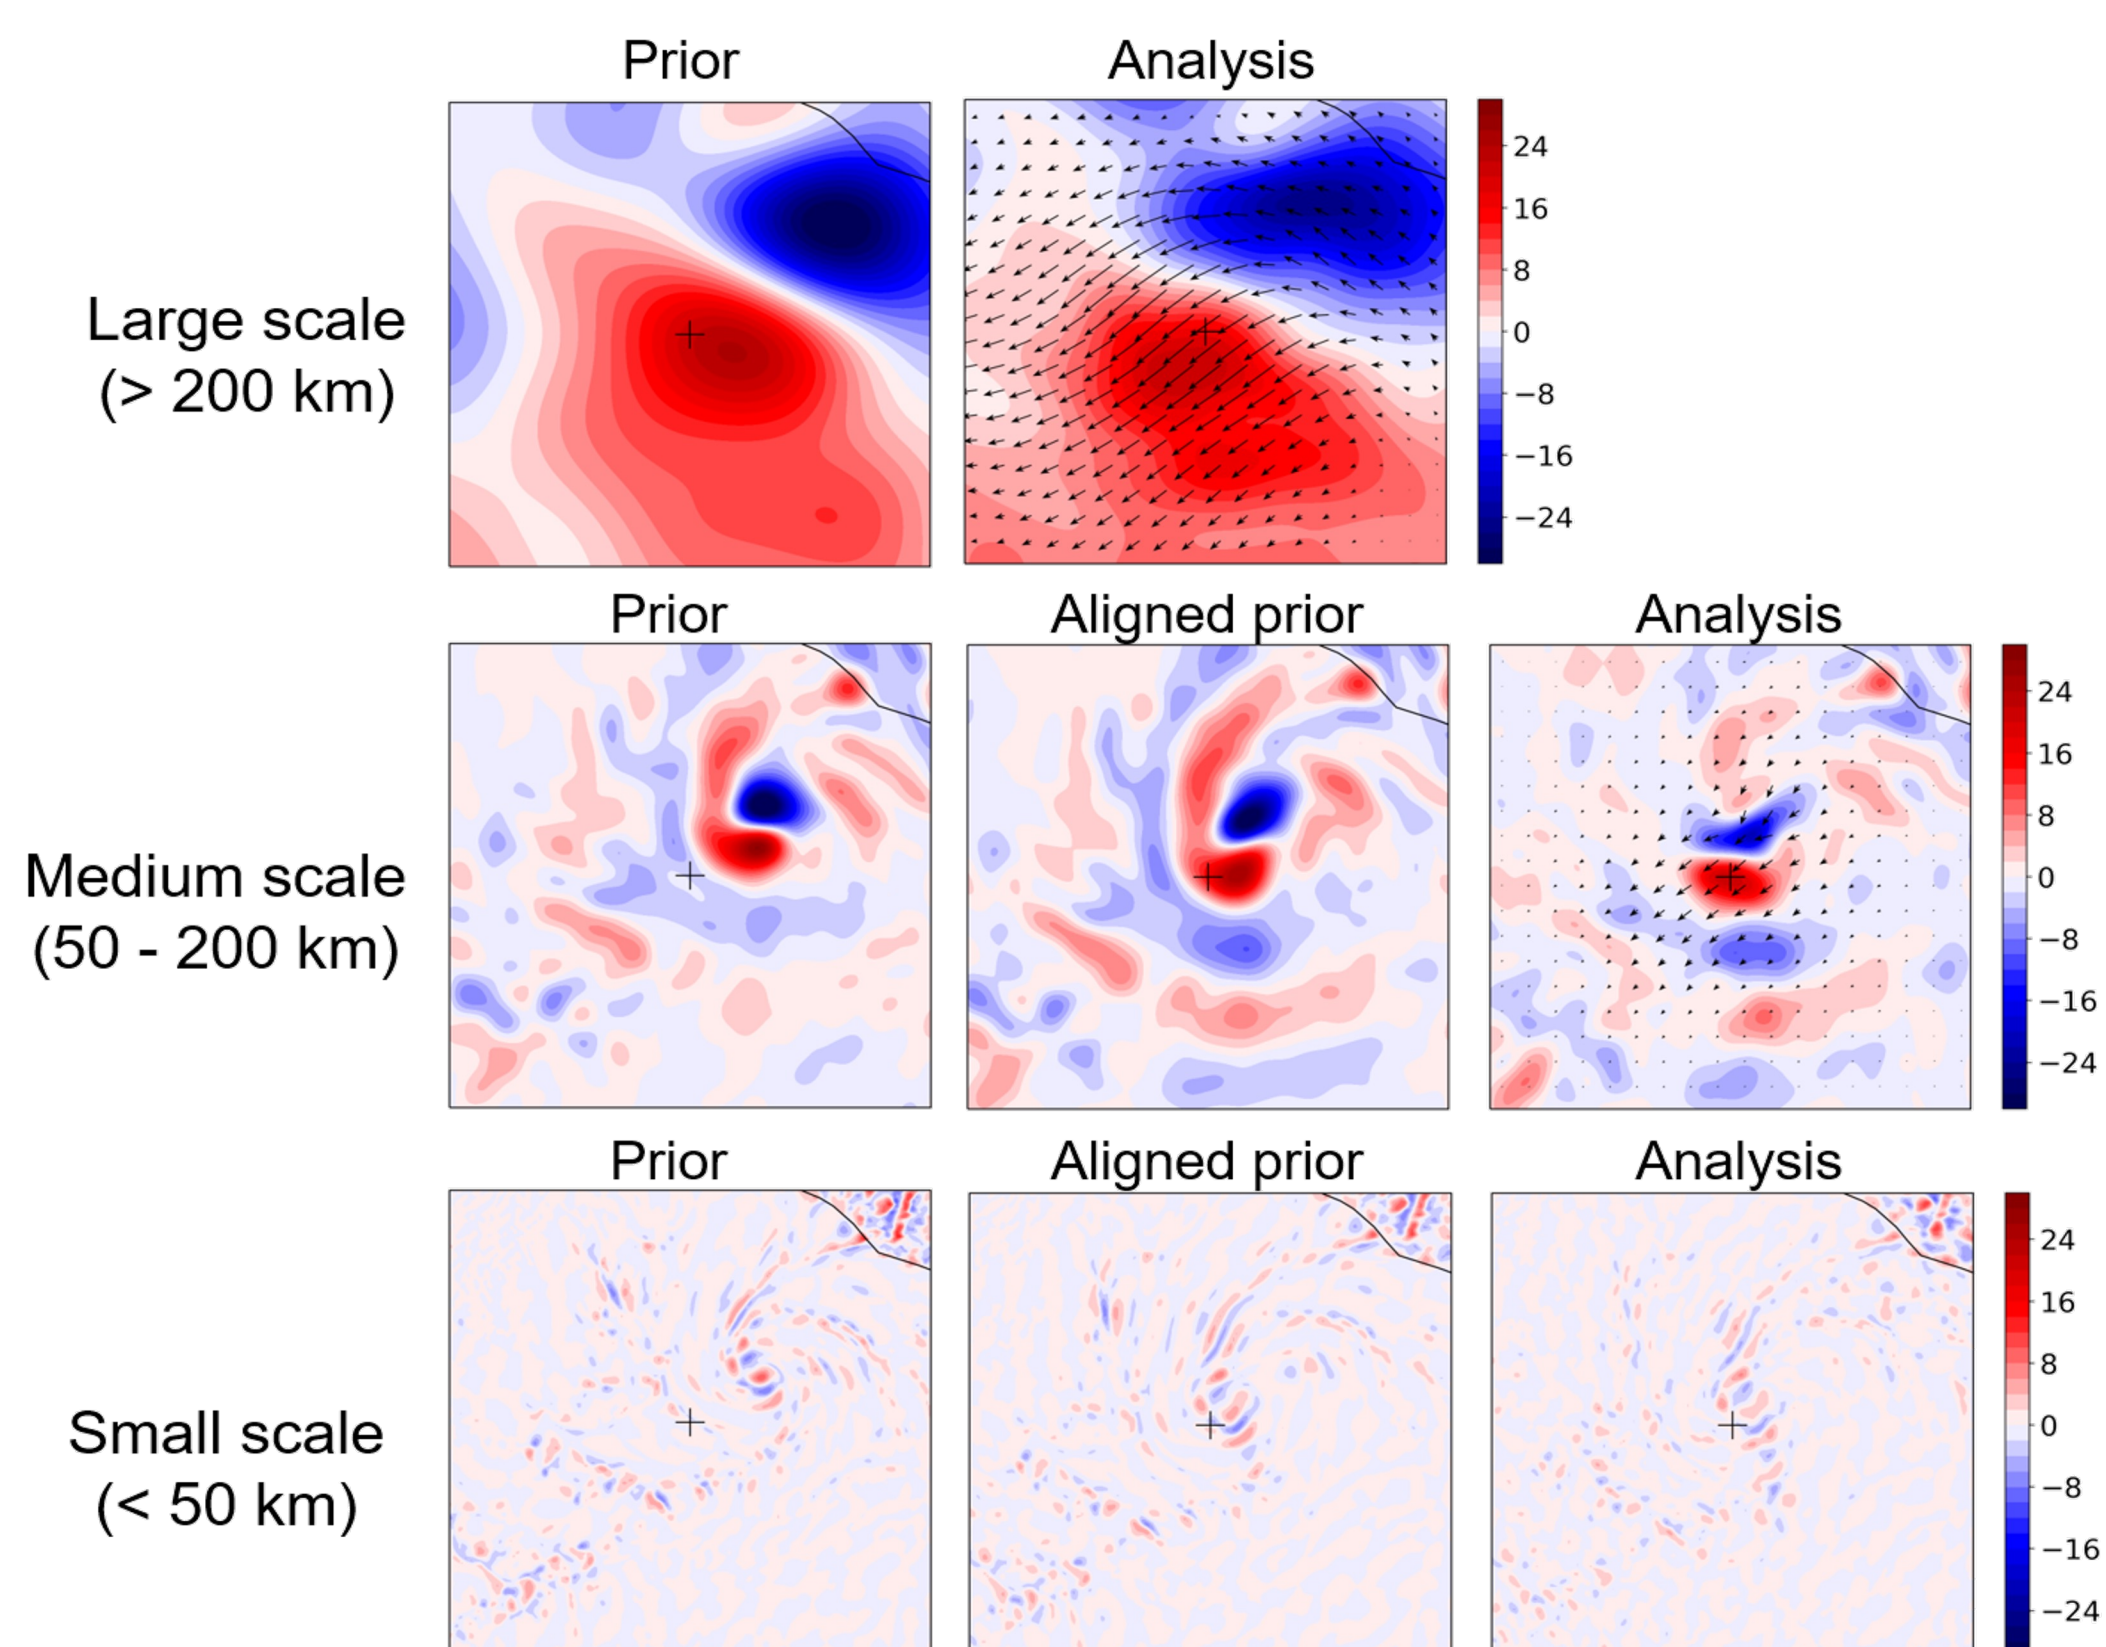 Prior
Analysis
Large scale
(> 200 km)
24
16
8
0
−8
−16
−24
Prior
Aligned prior
Analysis
Medium scale
(50 - 200 km)
24
16
8
0
−8
−16
−24
Prior
Aligned prior
Analysis
Small scale
(< 50 km)
24
16
8
0
−8
−16
−24